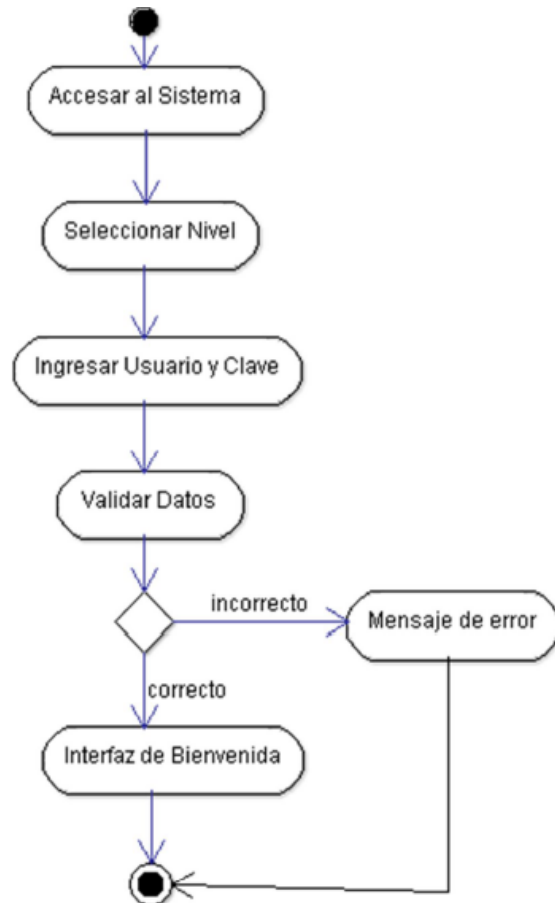 Accesar al Sistema
Seleccionar Nivel
Ingresar Usuario y Clave
Validar Datos
incorrecto
Mensaje de error
correcto
Interfaz de Bienvenida